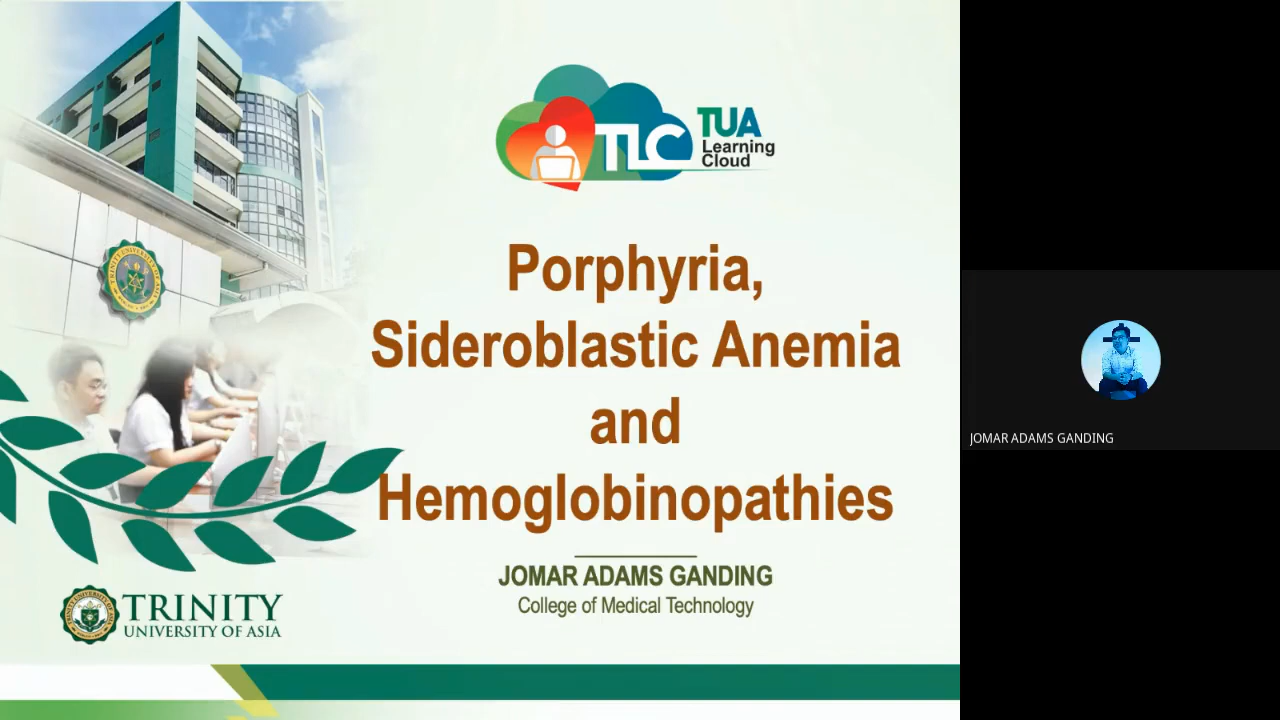 TLC
TUA
Learning
Cloud
Porphyria,
Sideroblastic Anemia
and
Hemoglobinopathies
JOMAR ADAMS GANDING
College of Medical Technology
TRINITY
UNIVERSITY OF ASIA
JOMAR ADAMS GANDING